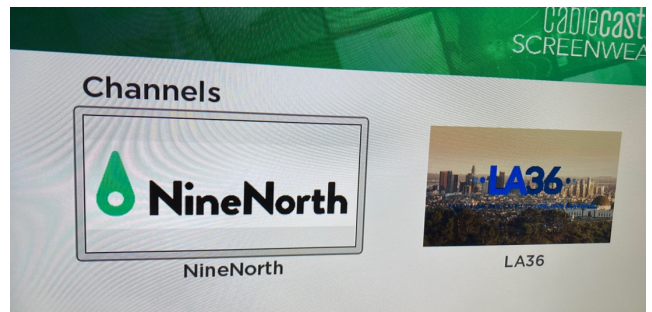 cablecast
SCREENWEA
Channels
NineNorth
LA36
NineNorth
LA36